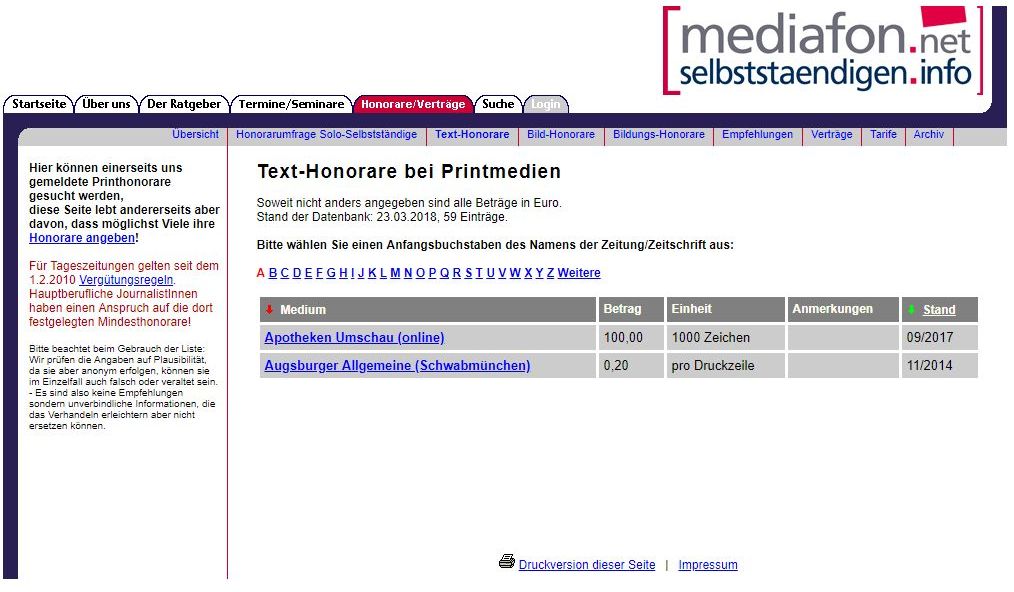 mediafon.net
selbststaendigen.info
Startseite Über uns Der Ratgeber Termine/Seminare Honorare/Verträge Suche Login
Übersicht Honorarumfrage Solo-Selbstständige Text-Honorare Bild-Honorare Bildungs-Honorare Empfehlungen Verträge Tarife Archiv
Hier können einerseits uns
gemeldete Printhonorare
gesucht werden,
diese Seite lebt andererseits aber
davon, dass möglichst Viele ihre
Honorare angeben!
Für Tageszeitungen gelten seit dem
1.2.2010 Vergütungsregeln.
Hauptberufliche JournalistInnen
haben einen Anspruch auf die dort
festgelegten Mindesthonorare!
Bitte beachtet beim Gebrauch der Liste:
Wir prüfen die Angaben auf Plausibilität,
da sie aber anonym erfolgen, können sie
im Einzelfall auch falsch oder veraltet sein.
- Es sind also keine Empfehlungen
sondern unverbindliche Informationen, die
das Verhandeln erleichtern aber nicht
ersetzen können.
Text-Honorare bei Printmedien
Soweit nicht anders angegeben sind alle Beträge in Euro.
Stand der Datenbank: 23.03.2018, 59 Einträge.
Bitte wählen Sie einen Anfangsbuchstaben des Namens der Zeitung/Zeitschrift aus:
A B C D E F G H I J K L M N O P Q R S T U V W X Y Z Weitere
Medium Betrag Einheit Anmerkungen Stand
Apotheken Umschau (online) 100,00 1000 Zeichen 09/2017
Augsburger Allgemeine (Schwabmünchen) 0,20 pro Druckzeile 11/2014
Druckversion dieser Seite | Impressum